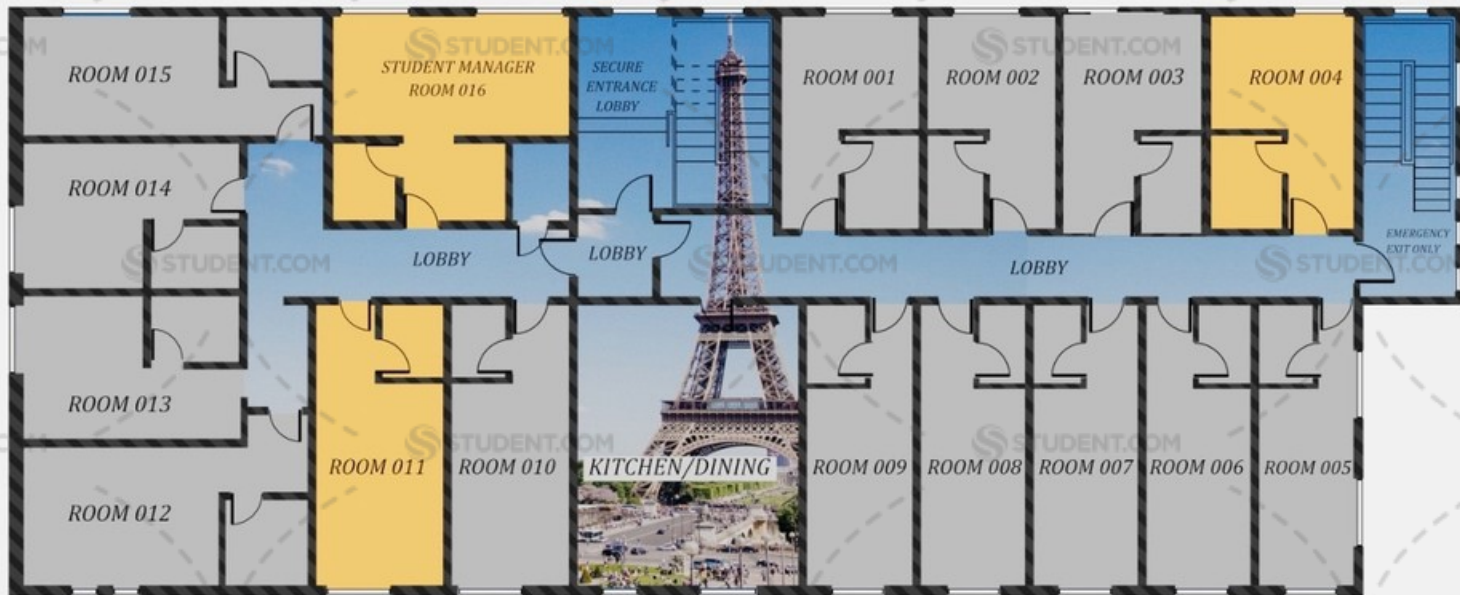 ROOM 015
STUDENT MANAGER
ROOM 016
SECURE
ENTRANCE
LOBBY
ROOM 001
ROOM 002
ROOM 003
ROOM 004
STUDENT.COM
STUDENT.COM
ROOM 014
LOBBY
LOBBY
LOBBY
EMERGENCY
EXIT ONLY
STUDENT.COM
STUDENT.COM
STUDENT.COM
ROOM 013
ROOM 012
ROOM 011
ROOM 010
KITCHEN/DINING
ROOM 009
ROOM 008
ROOM 007
ROOM 006
ROOM 005
STUDENT.COM
STUDENT.COM